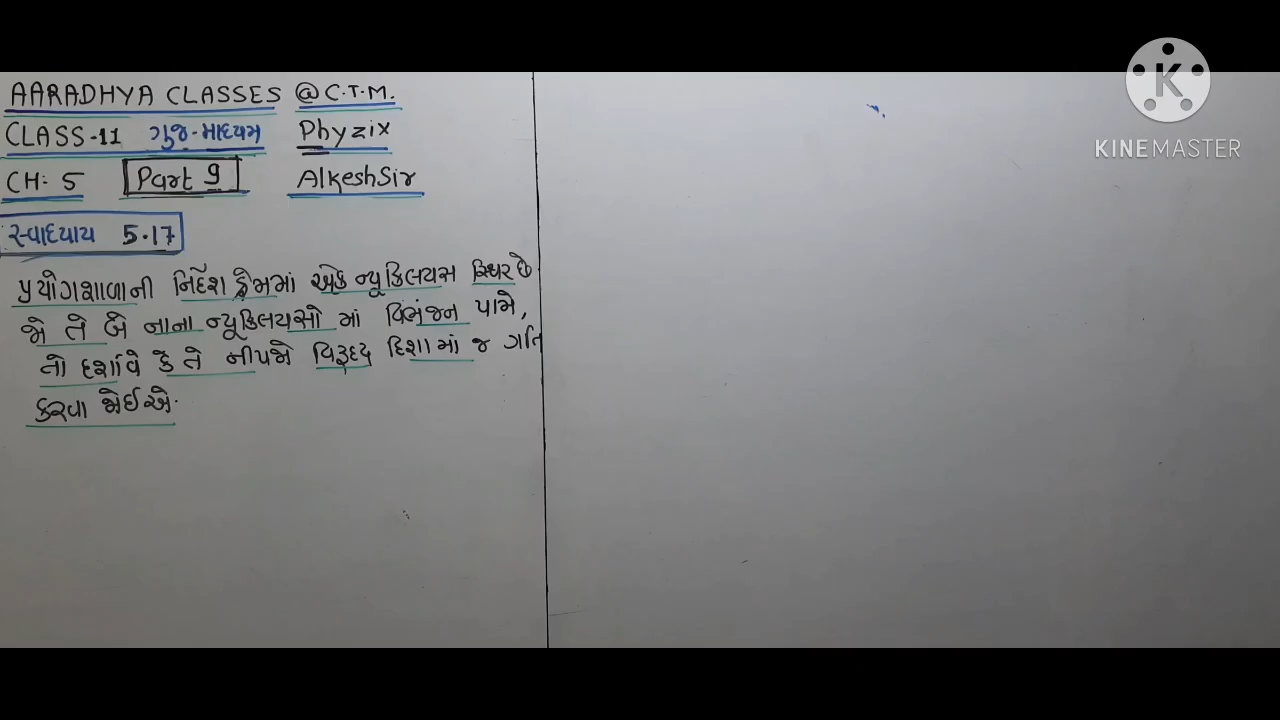 AARADHYA CLASSES @C.T.M.
CLASS-11 ગુજ-માધ્યમ Phyzix
CH: 5 Part 9 AlkeshSir
સ્વાધ્યાય 5.17
પ્રયોગશાળાની નિર્દેશ ફ્રેમમાં એક ન્યૂક્લિયસ સ્થિર છે.
જો તે બે નાના ન્યૂક્લિયસો માં વિભંજન પામે,
તો દર્શાવે કે તે નીપજો વિરૂદ્દ દિશામાં જ ગતિ
કરવા જોઈએ.
K
KINEMASTER